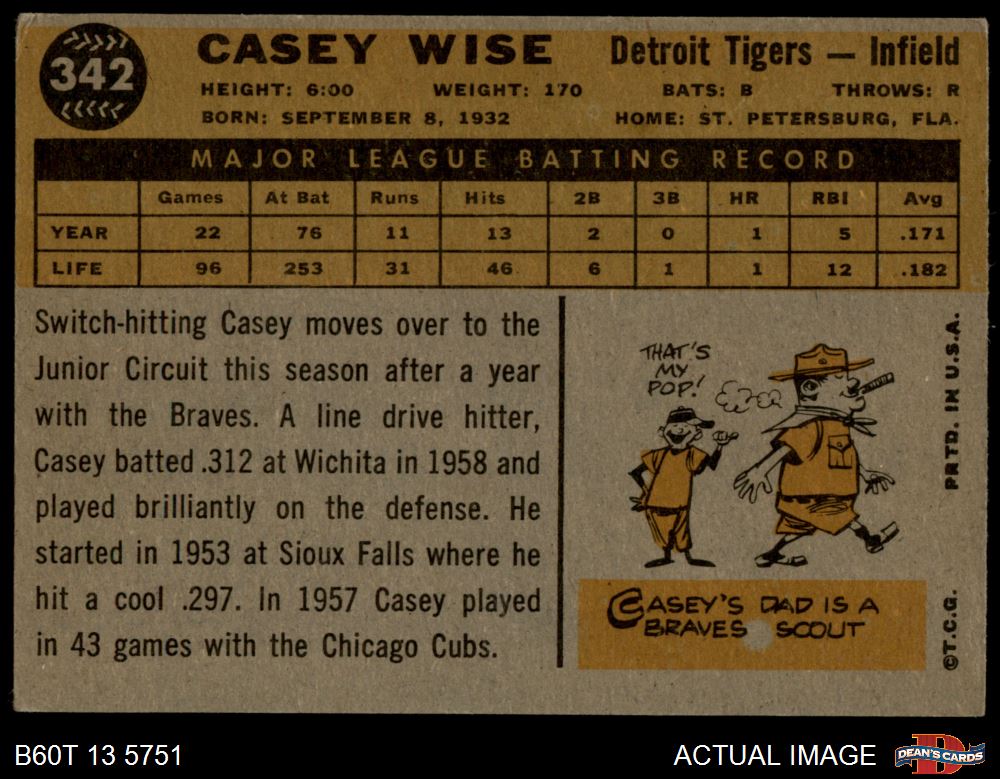 342
CASEY WISE Detroit Tigers — Infield
HEIGHT: 6:00 WEIGHT: 170 BATS: B THROWS: R
BORN: SEPTEMBER 8, 1932 HOME: ST. PETERSBURG, FLA.
MAJOR LEAGUE BATTING RECORD
Games At Bat Runs Hits 2B 3B HR RBI Avg
YEAR 22 76 11 13 2 0 1 5 .171
LIFE 96 253 31 46 6 1 1 12 .182
Switch-hitting Casey moves over to the
Junior Circuit this season after a year
with the Braves. A line drive hitter,
Casey batted .312 at Wichita in 1958 and
played brilliantly on the defense. He
started in 1953 at Sioux Falls where he
hit a cool .297. In 1957 Casey played
in 43 games with the Chicago Cubs.
THAT'S
MY
POP!
CASEY'S DAD IS A
BRAVES SCOUT
©T.C.G. PRTD. IN U.S.A.
B60T 13 5751 ACTUAL IMAGE
D
DEAN'S CARDS